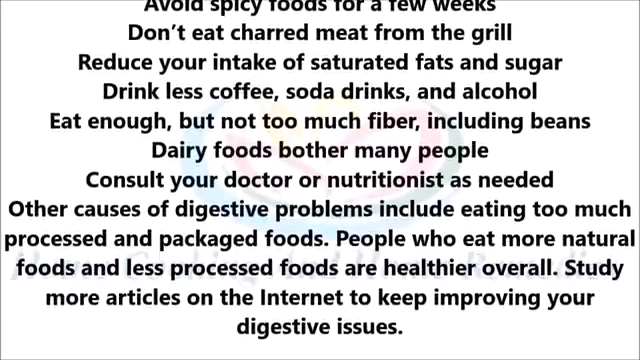 Avoid spicy foods for a few weeks
Don't eat charred meat from the grill
Reduce your intake of saturated fats and sugar
Drink less coffee, soda drinks, and alcohol
Eat enough, but not too much fiber, including beans
Dairy foods bother many people
Consult your doctor or nutritionist as needed
Other causes of digestive problems include eating too much
processed and packaged foods. People who eat more natural
foods and less processed foods are healthier overall. Study
more articles on the Internet to keep improving your
digestive issues.